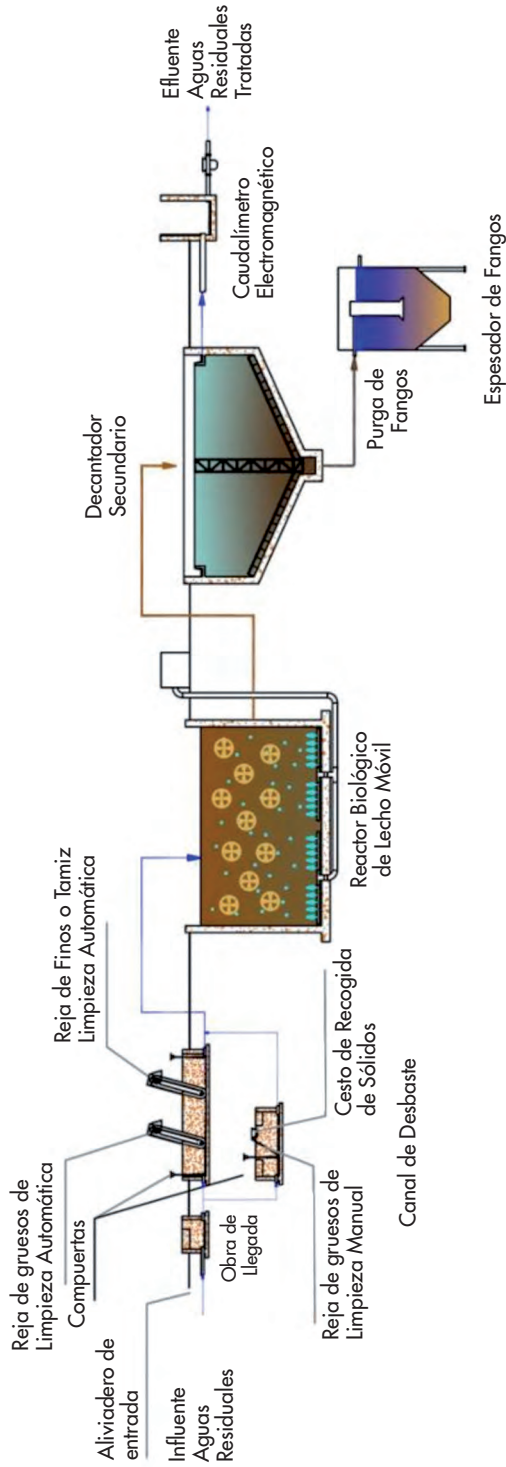 Aliviadero de
entrada
Influente
Aguas
Residuales
Reja de gruesos de
Limpieza Automática
Compuertas
Reja de Finos o Tamiz
Limpieza Automática
Obra de
Llegada
Reja de gruesos de
Limpieza Manual
Cesto de Recogida
de Sólidos
Canal de Desbaste
Reactor Biológico
de Lecho Móvil
Decantador
Secundario
Purga de
Fangos
Espesador de Fangos
Caudalímetro
Electromagnético
Efluente
Aguas
Residuales
Tratadas